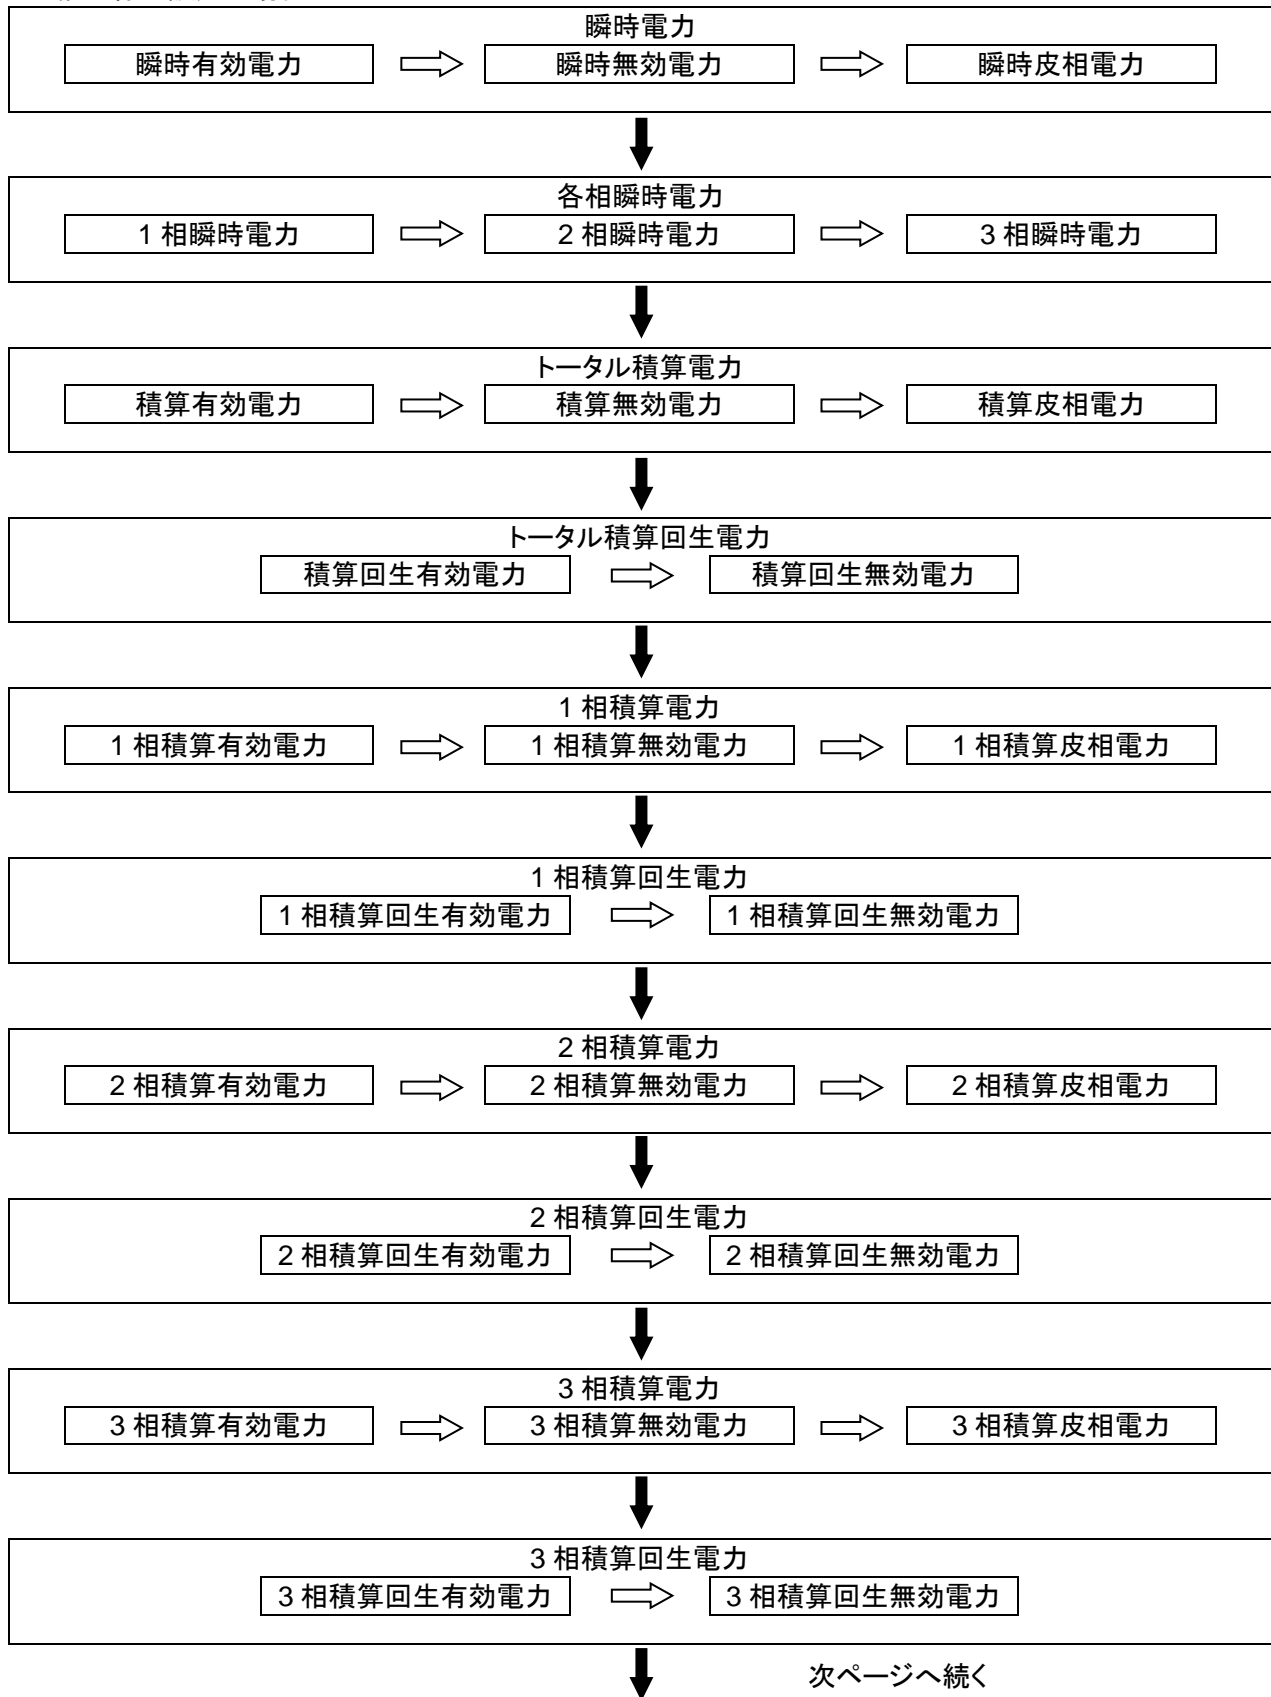 瞬時電力
瞬時有効電力 瞬時無効電力 瞬時皮相電力
各相瞬時電力
1 相瞬時電力 2 相瞬時電力 3 相瞬時電力
トータル積算電力
積算有効電力 積算無効電力 積算皮相電力
トータル積算回生電力
積算回生有効電力 積算回生無効電力
1 相積算電力
1 相積算有効電力 1 相積算無効電力 1 相積算皮相電力
1 相積算回生電力
1 相積算回生有効電力 1 相積算回生無効電力
2 相積算電力
2 相積算有効電力 2 相積算無効電力 2 相積算皮相電力
2 相積算回生電力
2 相積算回生有効電力 2 相積算回生無効電力
3 相積算電力
3 相積算有効電力 3 相積算無効電力 3 相積算皮相電力
3 相積算回生電力
3 相積算回生有効電力 3 相積算回生無効電力
次ページへ続く